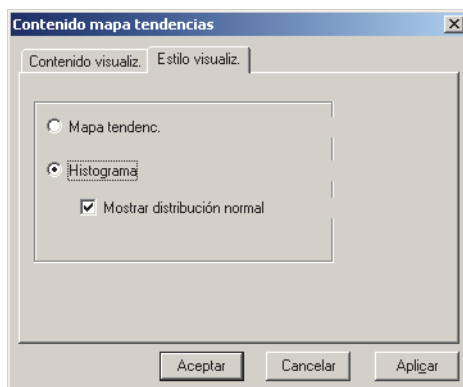 Contenido mapa tendencias
Contenido visualiz. Estilo visualiz.
Mapa tendenc.
Histograma
Mostrar distribución normal
Aceptar Cancelar Aplicar